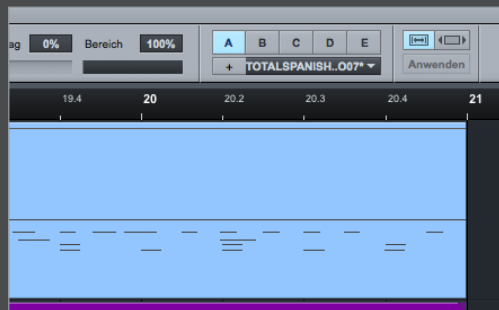 ag 0% Bereich 100% A B C D E
+ TOTALSPANISH..O07* Anwenden
19.4 20 20.2 20.3 20.4 21